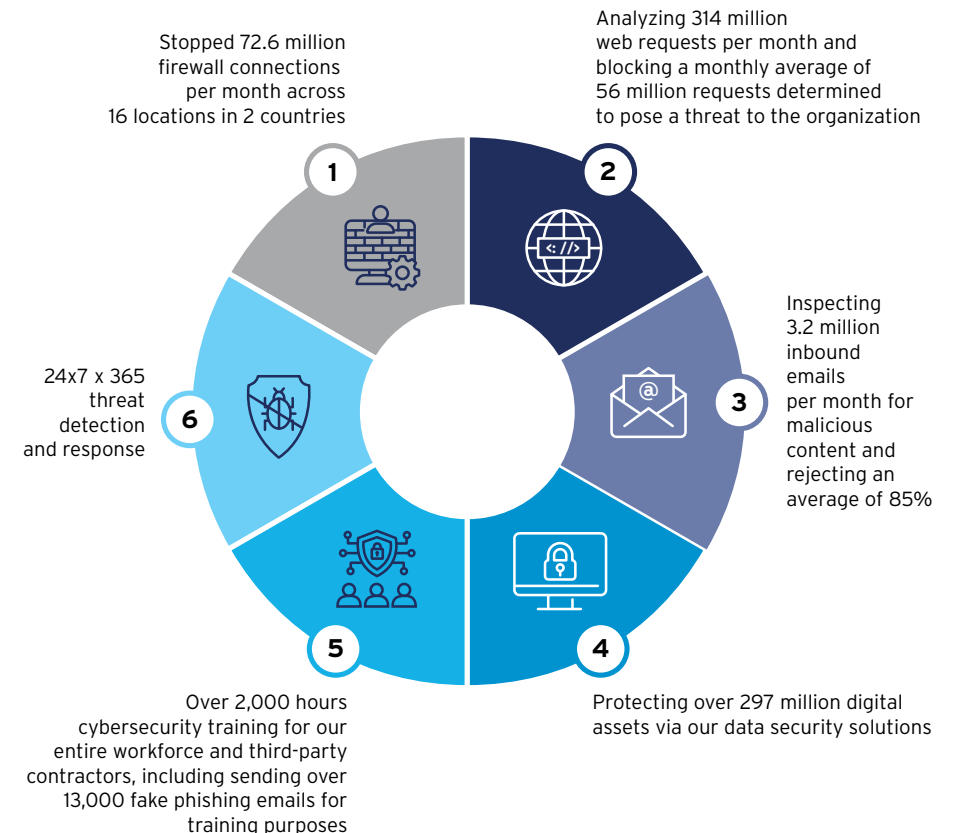 Stopped 72.6 million
firewall connections
per month across
16 locations in 2 countries
1
Analyzing 314 million
web requests per month and
blocking a monthly average of
56 million requests determined
to pose a threat to the organization
2
<: //>
Inspecting
3.2 million
inbound
emails
per month for
malicious
content and
rejecting an
average of 85%
3
@
Protecting over 297 million digital
assets via our data security solutions
4
Over 2,000 hours
cybersecurity training for our
entire workforce and third-party
contractors, including sending over
13,000 fake phishing emails for
training purposes
5
24x7 x 365
threat
detection
and response
6